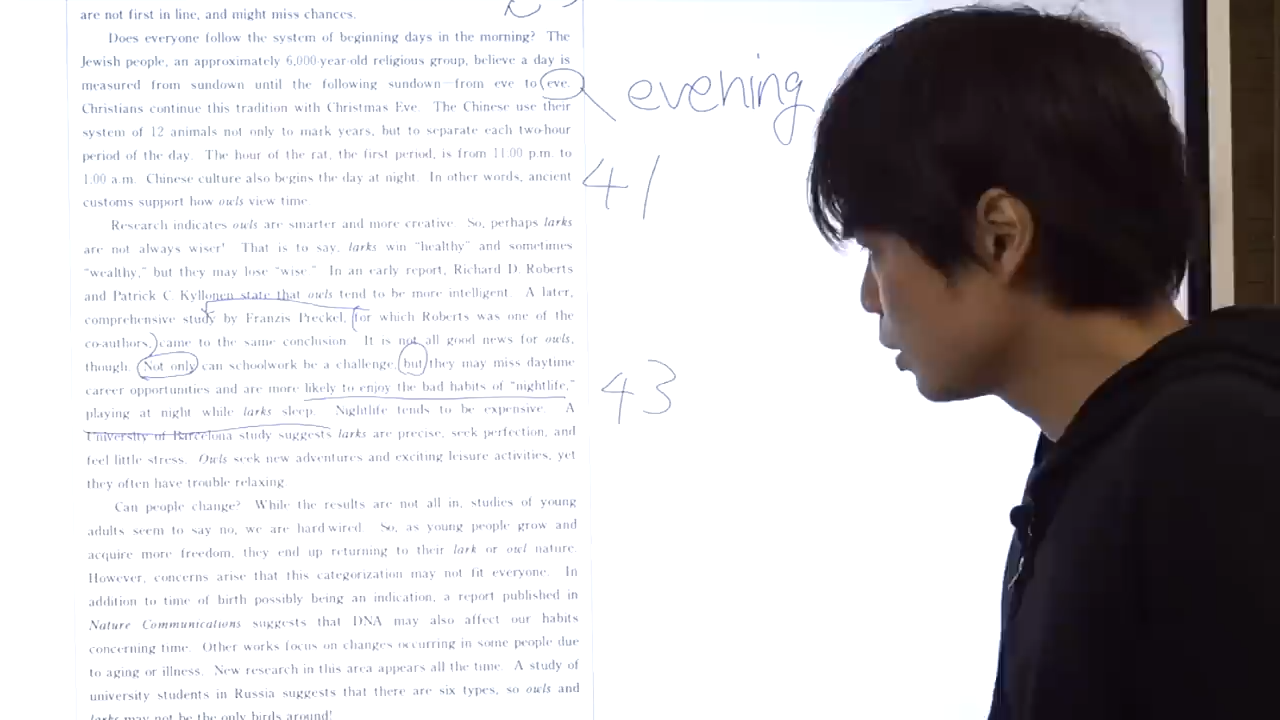 are not first in line, and might miss chances.
Does everyone follow the system of beginning days in the morning? The
Jewish people, an approximately 6,000-year-old religious group, believe a day is
measured from sundown until the following sundown—from eve to eve.
evening
Christians continue this tradition with Christmas Eve. The Chinese use their
system of 12 animals not only to mark years, but to separate each two-hour
period of the day. The hour of the rat, the first period, is from 11:00 p.m. to
1:00 a.m. Chinese culture also begins the day at night. In other words, ancient
41
customs support how owls view time.
Research indicates owls are smarter and more creative. So, perhaps larks
are not always wiser! That is to say, larks win “healthy” and sometimes
“wealthy,” but they may lose “wise.” In an early report, Richard D. Roberts
and Patrick C. Kyllonen state that owls tend to be more intelligent. A later,
comprehensive study by Franzis Preckel, for which Roberts was one of the
co-authors, came to the same conclusion. It is not all good news for owls,
though. Not only can schoolwork be a challenge, but they may miss daytime
career opportunities and are more likely to enjoy the bad habits of “nightlife,”
43
playing at night while larks sleep. Nightlife tends to be expensive. A
University of Barcelona study suggests larks are precise, seek perfection, and
feel little stress. Owls seek new adventures and exciting leisure activities, yet
they often have trouble relaxing.
Can people change? While the results are not all in, studies of young
adults seem to say no, we are hard-wired. So, as young people grow and
acquire more freedom, they end up returning to their lark or owl nature.
However, concerns arise that this categorization may not fit everyone. In
addition to time of birth possibly being an indication, a report published in
Nature Communications suggests that DNA may also affect our habits
concerning time. Other works focus on changes occurring in some people due
to aging or illness. New research in this area appears all the time. A study of
university students in Russia suggests that there are six types, so owls and
larks may not be the only birds around!